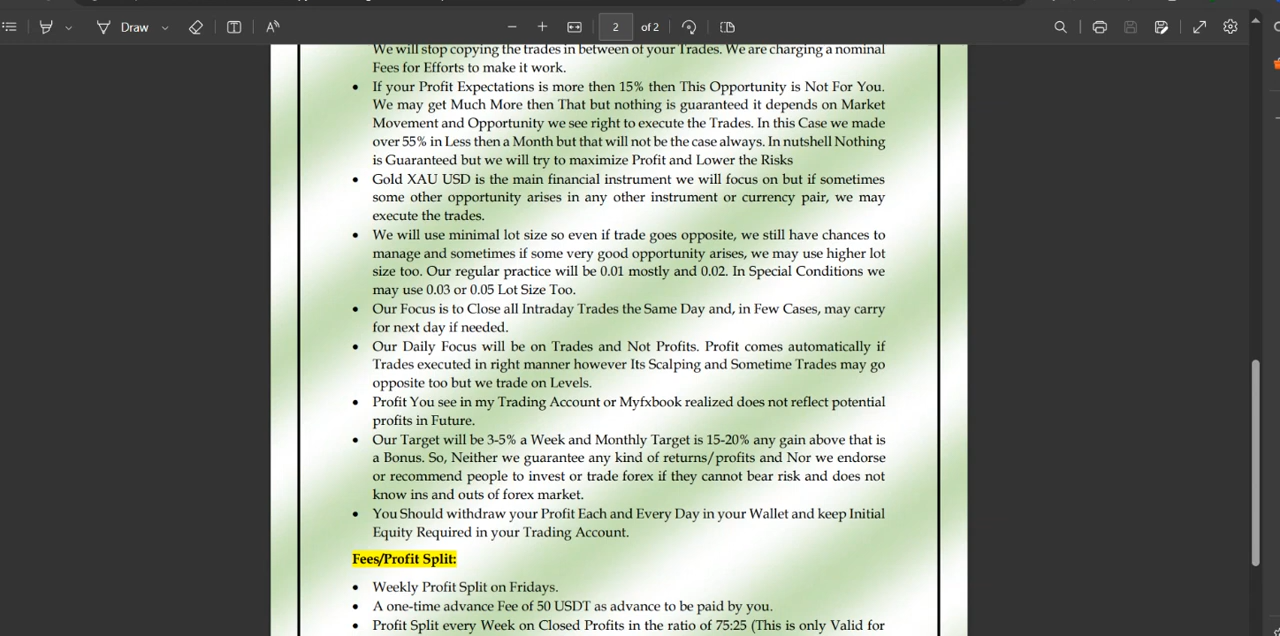 Draw
2 of 2
We will stop copying the trades in between of your Trades. We are charging a nominal
Fees for Efforts to make it work.
• If your Profit Expectations is more then 15% then This Opportunity is Not For You.
We may get Much More then That but nothing is guaranteed it depends on Market
Movement and Opportunity we see right to execute the Trades. In this Case we made
over 55% in Less then a Month but that will not be the case always. In nutshell Nothing
is Guaranteed but we will try to maximize Profit and Lower the Risks
• Gold XAU USD is the main financial instrument we will focus on but if sometimes
some other opportunity arises in any other instrument or currency pair, we may
execute the trades.
• We will use minimal lot size so even if trade goes opposite, we still have chances to
manage and sometimes if some very good opportunity arises, we may use higher lot
size too. Our regular practice will be 0.01 mostly and 0.02. In Special Conditions we
may use 0.03 or 0.05 Lot Size Too.
• Our Focus is to Close all Intraday Trades the Same Day and, in Few Cases, may carry
for next day if needed.
• Our Daily Focus will be on Trades and Not Profits. Profit comes automatically if
Trades executed in right manner however Its Scalping and Sometime Trades may go
opposite too but we trade on Levels.
• Profit You see in my Trading Account or Myfxbook realized does not reflect potential
profits in Future.
• Our Target will be 3-5% a Week and Monthly Target is 15-20% any gain above that is
a Bonus. So, Neither we guarantee any kind of returns/profits and Nor we endorse
or recommend people to invest or trade forex if they cannot bear risk and does not
know ins and outs of forex market.
• You Should withdraw your Profit Each and Every Day in your Wallet and keep Initial
Equity Required in your Trading Account.
Fees/Profit Split:
• Weekly Profit Split on Fridays.
• A one-time advance Fee of 50 USDT as advance to be paid by you.
• Profit Split every Week on Closed Profits in the ratio of 75:25 (This is only Valid for